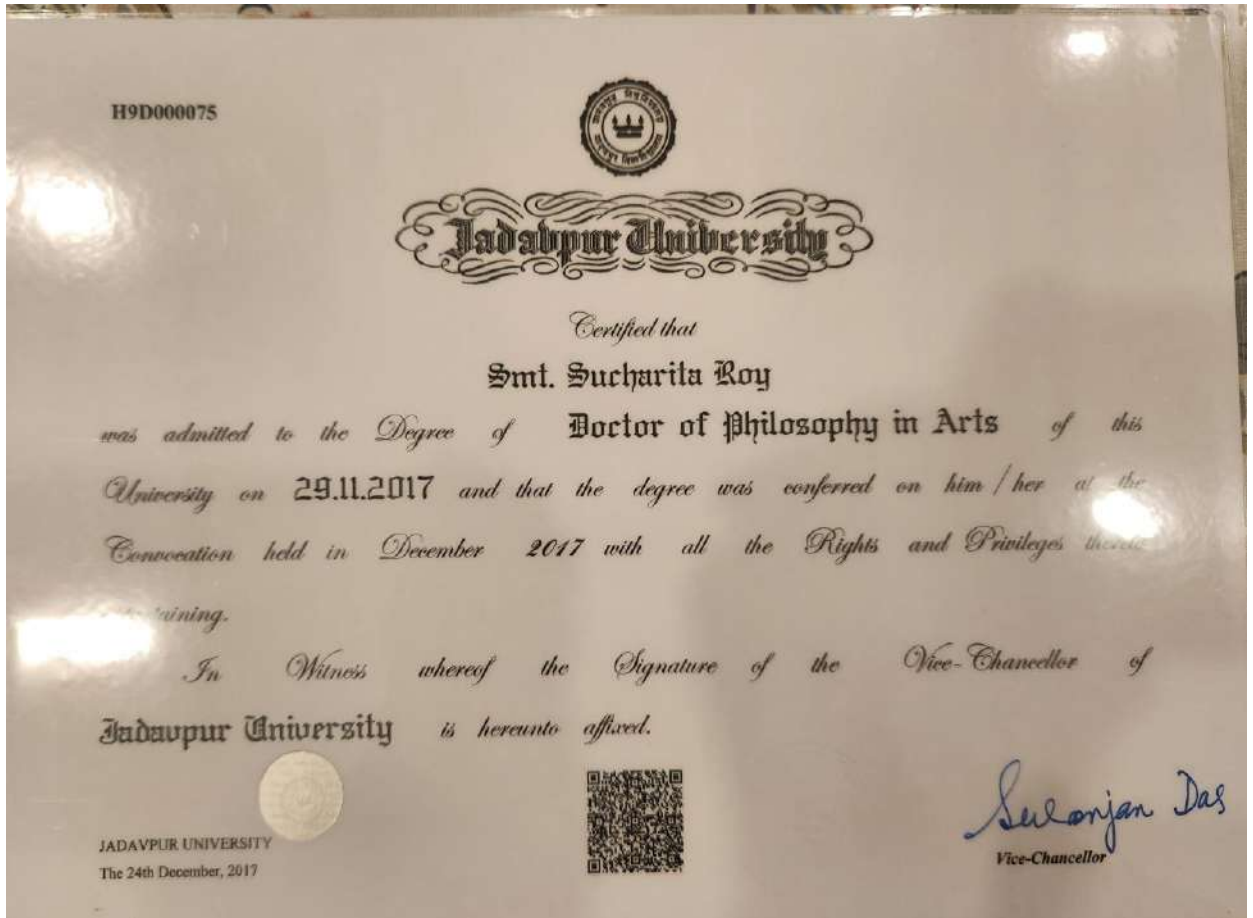 H9D000075
Jadavpur University
Certified that
Smt. Sucharita Roy
was admitted to the Degree of Doctor of Philosophy in Arts of this
University on 29.11.2017 and that the degree was conferred on him / her at the
Convocation held in December 2017 with all the Rights and Privileges thereto
In Witness whereof the Signature of the Vice-Chancellor of
Jadavpur University is hereunto affixed.
JADAVPUR UNIVERSITY
The 24th December, 2017
Suranjan Das
Vice-Chancellor